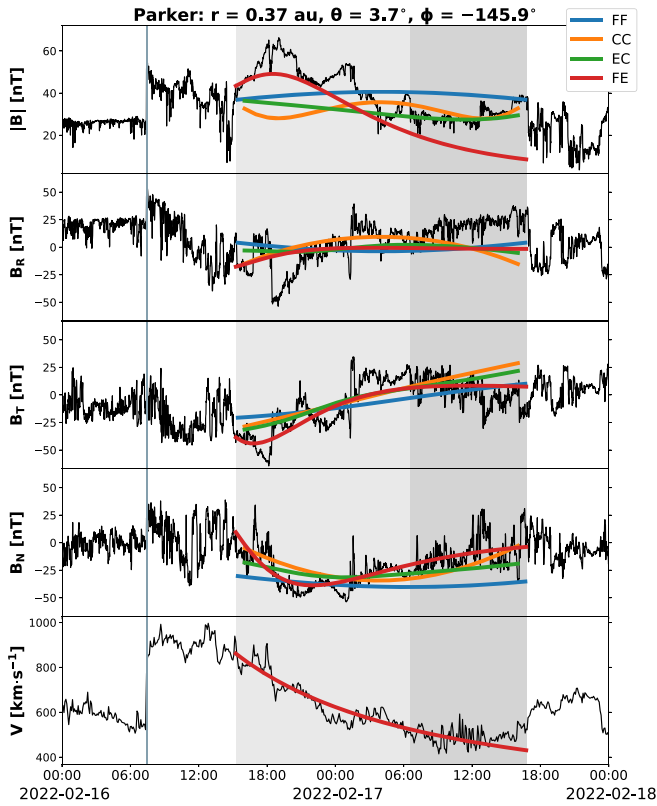 Parker: r = 0.37 au, θ = 3.7°, ϕ = −145.9°
FF
CC
EC
FE
|B| [nT]
60
40
20
B_R [nT]
50
25
0
−25
−50
B_T [nT]
50
25
0
−25
−50
B_N [nT]
50
25
0
−25
−50
V [km·s⁻¹]
1000
800
600
400
00:00 06:00 12:00 18:00 00:00 06:00 12:00 18:00 00:00
2022-02-16 2022-02-17 2022-02-18